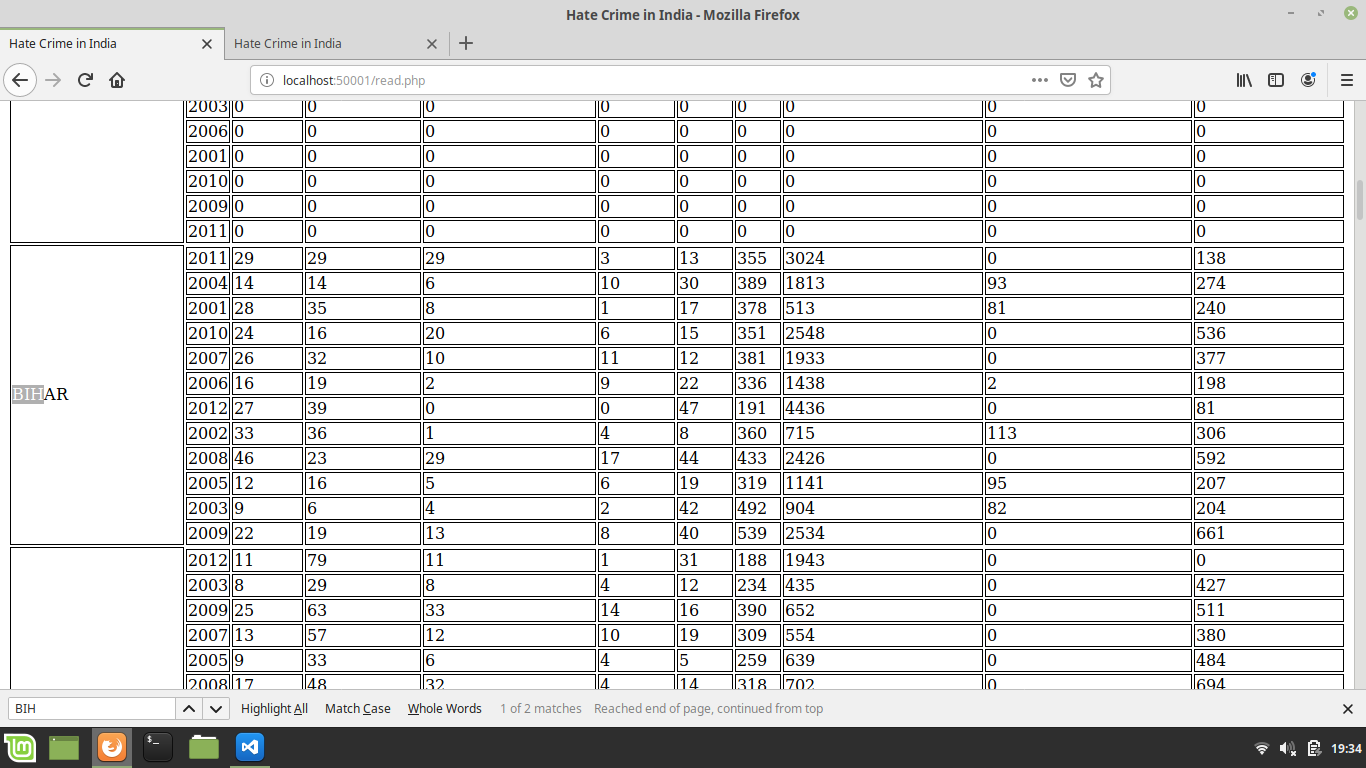 Hate Crime in India - Mozilla Firefox
Hate Crime in India Hate Crime in India
localhost:50001/read.php
2003 0 0 0 0 0 0 0 0 0
2006 0 0 0 0 0 0 0 0 0
2001 0 0 0 0 0 0 0 0 0
2010 0 0 0 0 0 0 0 0 0
2009 0 0 0 0 0 0 0 0 0
2011 0 0 0 0 0 0 0 0 0
2011 29 29 29 3 13 355 3024 0 138
2004 14 14 6 10 30 389 1813 93 274
2001 28 35 8 1 17 378 513 81 240
2010 24 16 20 6 15 351 2548 0 536
2007 26 32 10 11 12 381 1933 0 377
BIHAR 2006 16 19 2 9 22 336 1438 2 198
2012 27 39 0 0 47 191 4436 0 81
2002 33 36 1 4 8 360 715 113 306
2008 46 23 29 17 44 433 2426 0 592
2005 12 16 5 6 19 319 1141 95 207
2003 9 6 4 2 42 492 904 82 204
2009 22 19 13 8 40 539 2534 0 661
2012 11 79 11 1 31 188 1943 0 0
2003 8 29 8 4 12 234 435 0 427
2009 25 63 33 14 16 390 652 0 511
2007 13 57 12 10 19 309 554 0 380
2005 9 33 6 4 5 259 639 0 484
2008 17 48 32 4 14 318 702 0 694
BIH Highlight All Match Case Whole Words 1 of 2 matches Reached end of page, continued from top
19:34